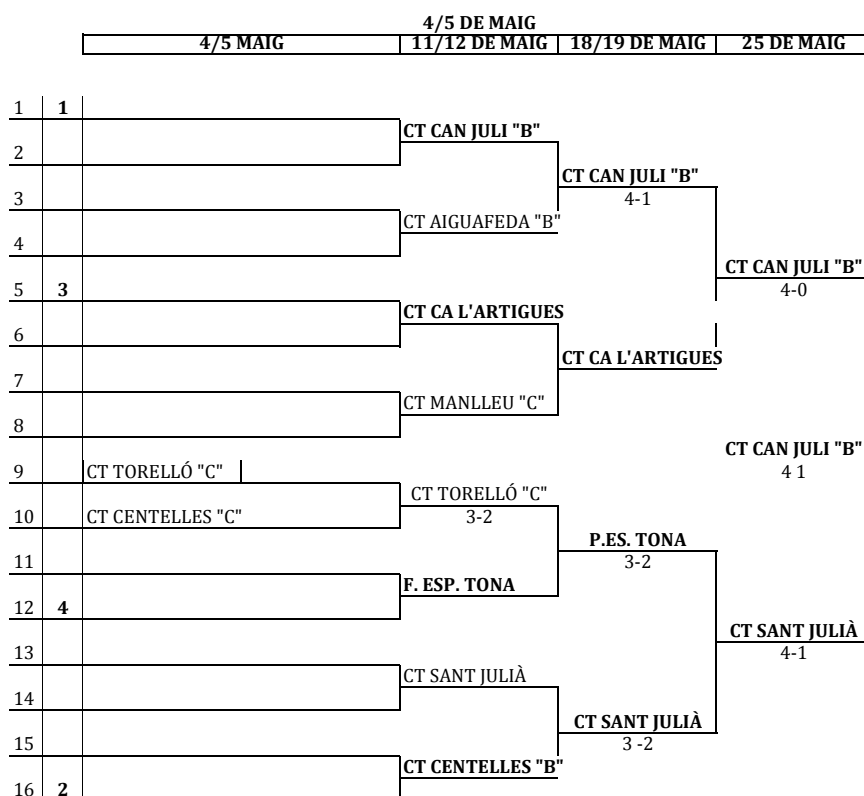 4/5 DE MAIG
4/5 MAIG 11/12 DE MAIG 18/19 DE MAIG 25 DE MAIG
1 1
CT CAN JULI "B"
2
CT CAN JULI "B"
3 4-1
CT AIGUAFEDA "B"
4
CT CAN JULI "B"
5 3 4-0
CT CA L'ARTIGUES
6
CT CA L'ARTIGUES
7
CT MANLLEU "C"
8
CT CAN JULI "B"
9 CT TORELLÓ "C" 4 1
CT TORELLÓ "C"
10 CT CENTELLES "C" 3-2
P.ES. TONA
11 3-2
F. ESP. TONA
12 4
CT SANT JULIÀ
13 4-1
CT SANT JULIÀ
14
CT SANT JULIÀ
15 3 -2
CT CENTELLES "B"
16 2